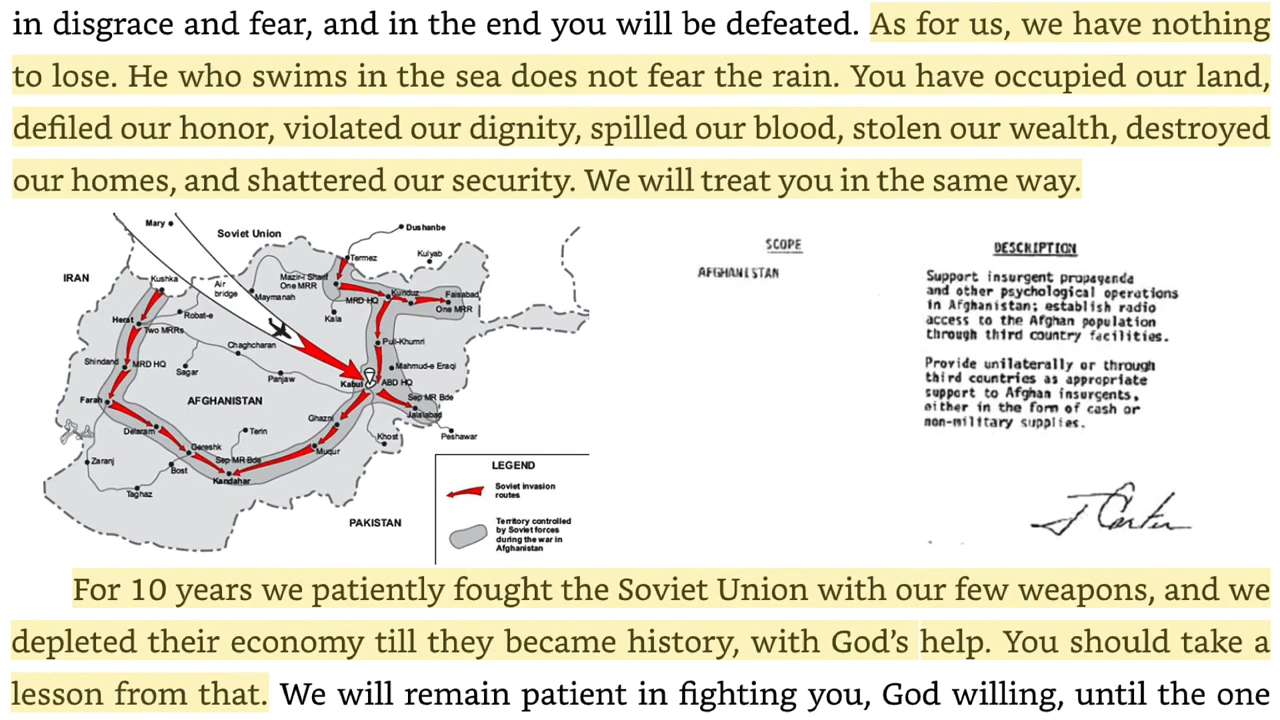 in disgrace and fear, and in the end you will be defeated. As for us, we have nothing
to lose. He who swims in the sea does not fear the rain. You have occupied our land,
defiled our honor, violated our dignity, spilled our blood, stolen our wealth, destroyed
our homes, and shattered our security. We will treat you in the same way.
Mary
Soviet Union
Dushanbe
IRAN
Kushka
Air
bridge
Termez
Kulyab
Mazir-i Sharif
One MRR
Maymanah
MRD HQ
Kunduz
Faisabad
One MRR
Kala
Robat-e
Herat
Two MRRs
Puli-Khumri
Chaghcharan
Shindand
MRD HQ
Sagar
Panjaw
Mahmud-e Eraqi
Kabul
ABD HQ
Farah
AFGHANISTAN
Sep MR Bde
Jalalabad
Ghazni
Delaram
Terin
Khost
Peshawar
Gereshk
Muqur
Zaranj
Bost
Sep MR Bde
Kandahar
Taghaz
PAKISTAN
LEGEND
Soviet invasion
routes
Territory controlled
by Soviet forces
during the war in
Afghanistan
SCOPE
AFGHANISTAN
DESCRIPTION
Support insurgent propaganda
and other psychological operations
in Afghanistan; establish radio
access to the Afghan population
through third country facilities.
Provide unilaterally or through
third countries as appropriate
support to Afghan insurgents,
either in the form of cash or
non-military supplies.
J Carter
For 10 years we patiently fought the Soviet Union with our few weapons, and we
depleted their economy till they became history, with God's help. You should take a
lesson from that. We will remain patient in fighting you, God willing, until the one